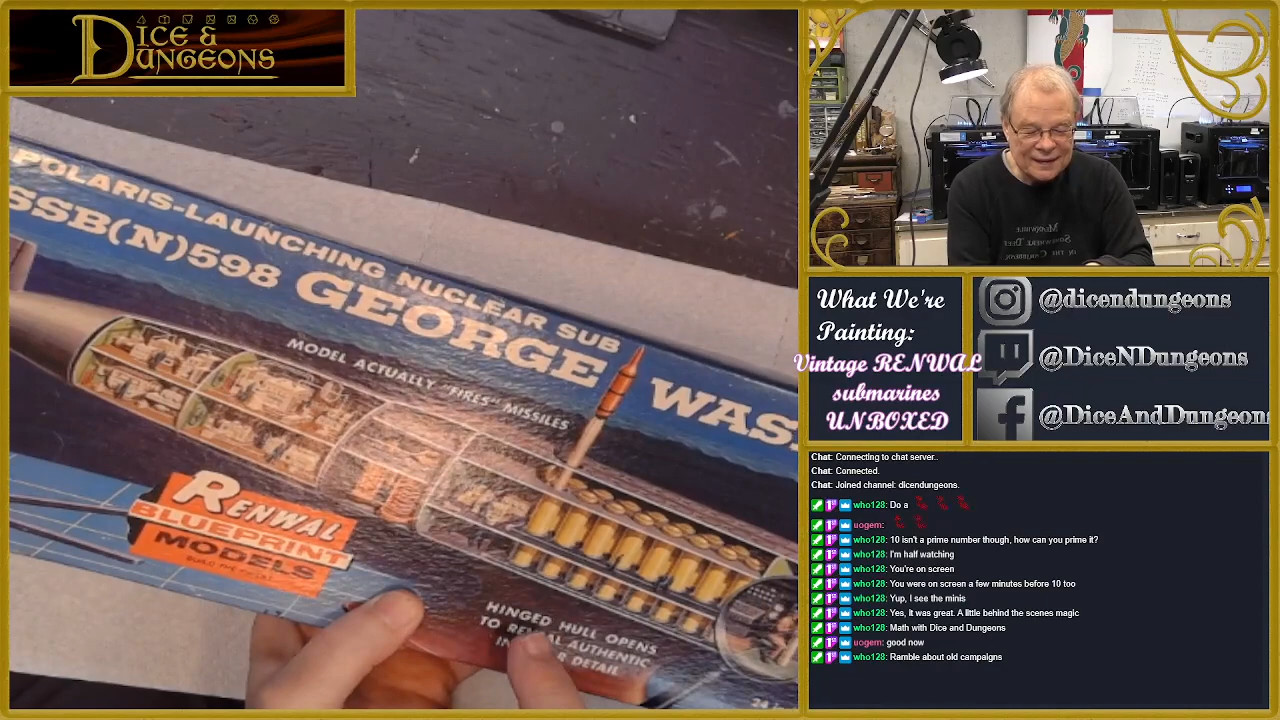 DICE &
DUNGEONS
POLARIS-LAUNCHING NUCLEAR SUB
SSB(N)598 GEORGE WAS
MODEL ACTUALLY "FIRES" MISSILES
RENWAL
BLUEPRINT
MODELS
HINGED HULL OPENS
TO REVEAL AUTHENTIC
DETAIL
24 in
What We're
Painting:
Vintage RENWAL
submarines
UNBOXED
@dicendungeons
@DiceNDungeons
@DiceAndDungeons
Chat: Connecting to chat server..
Chat: Connected.
Chat: Joined channel: dicendungeons.
who128: Do a
uogem:
who128: 10 isn't a prime number though, how can you prime it?
who128: I'm half watching
who128: You're on screen
who128: You were on screen a few minutes before 10 too
who128: Yup, I see the minis
who128: Yes, it was great. A little behind the scenes magic
who128: Math with Dice and Dungeons
uogem: good now
who128: Ramble about old campaigns